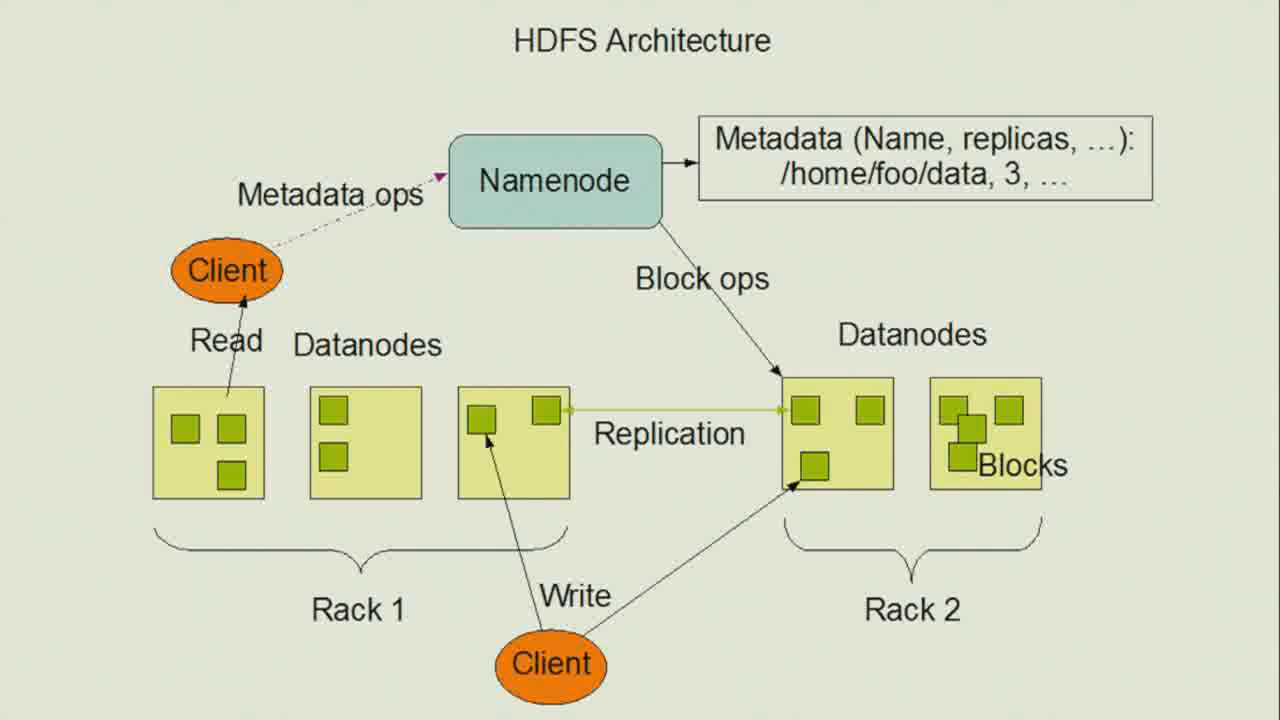 HDFS Architecture
Metadata (Name, replicas, ...):
/home/foo/data, 3, ...
Namenode
Metadata ops
Client
Block ops
Read
Datanodes
Datanodes
Replication
Blocks
Write
Rack 1
Rack 2
Client